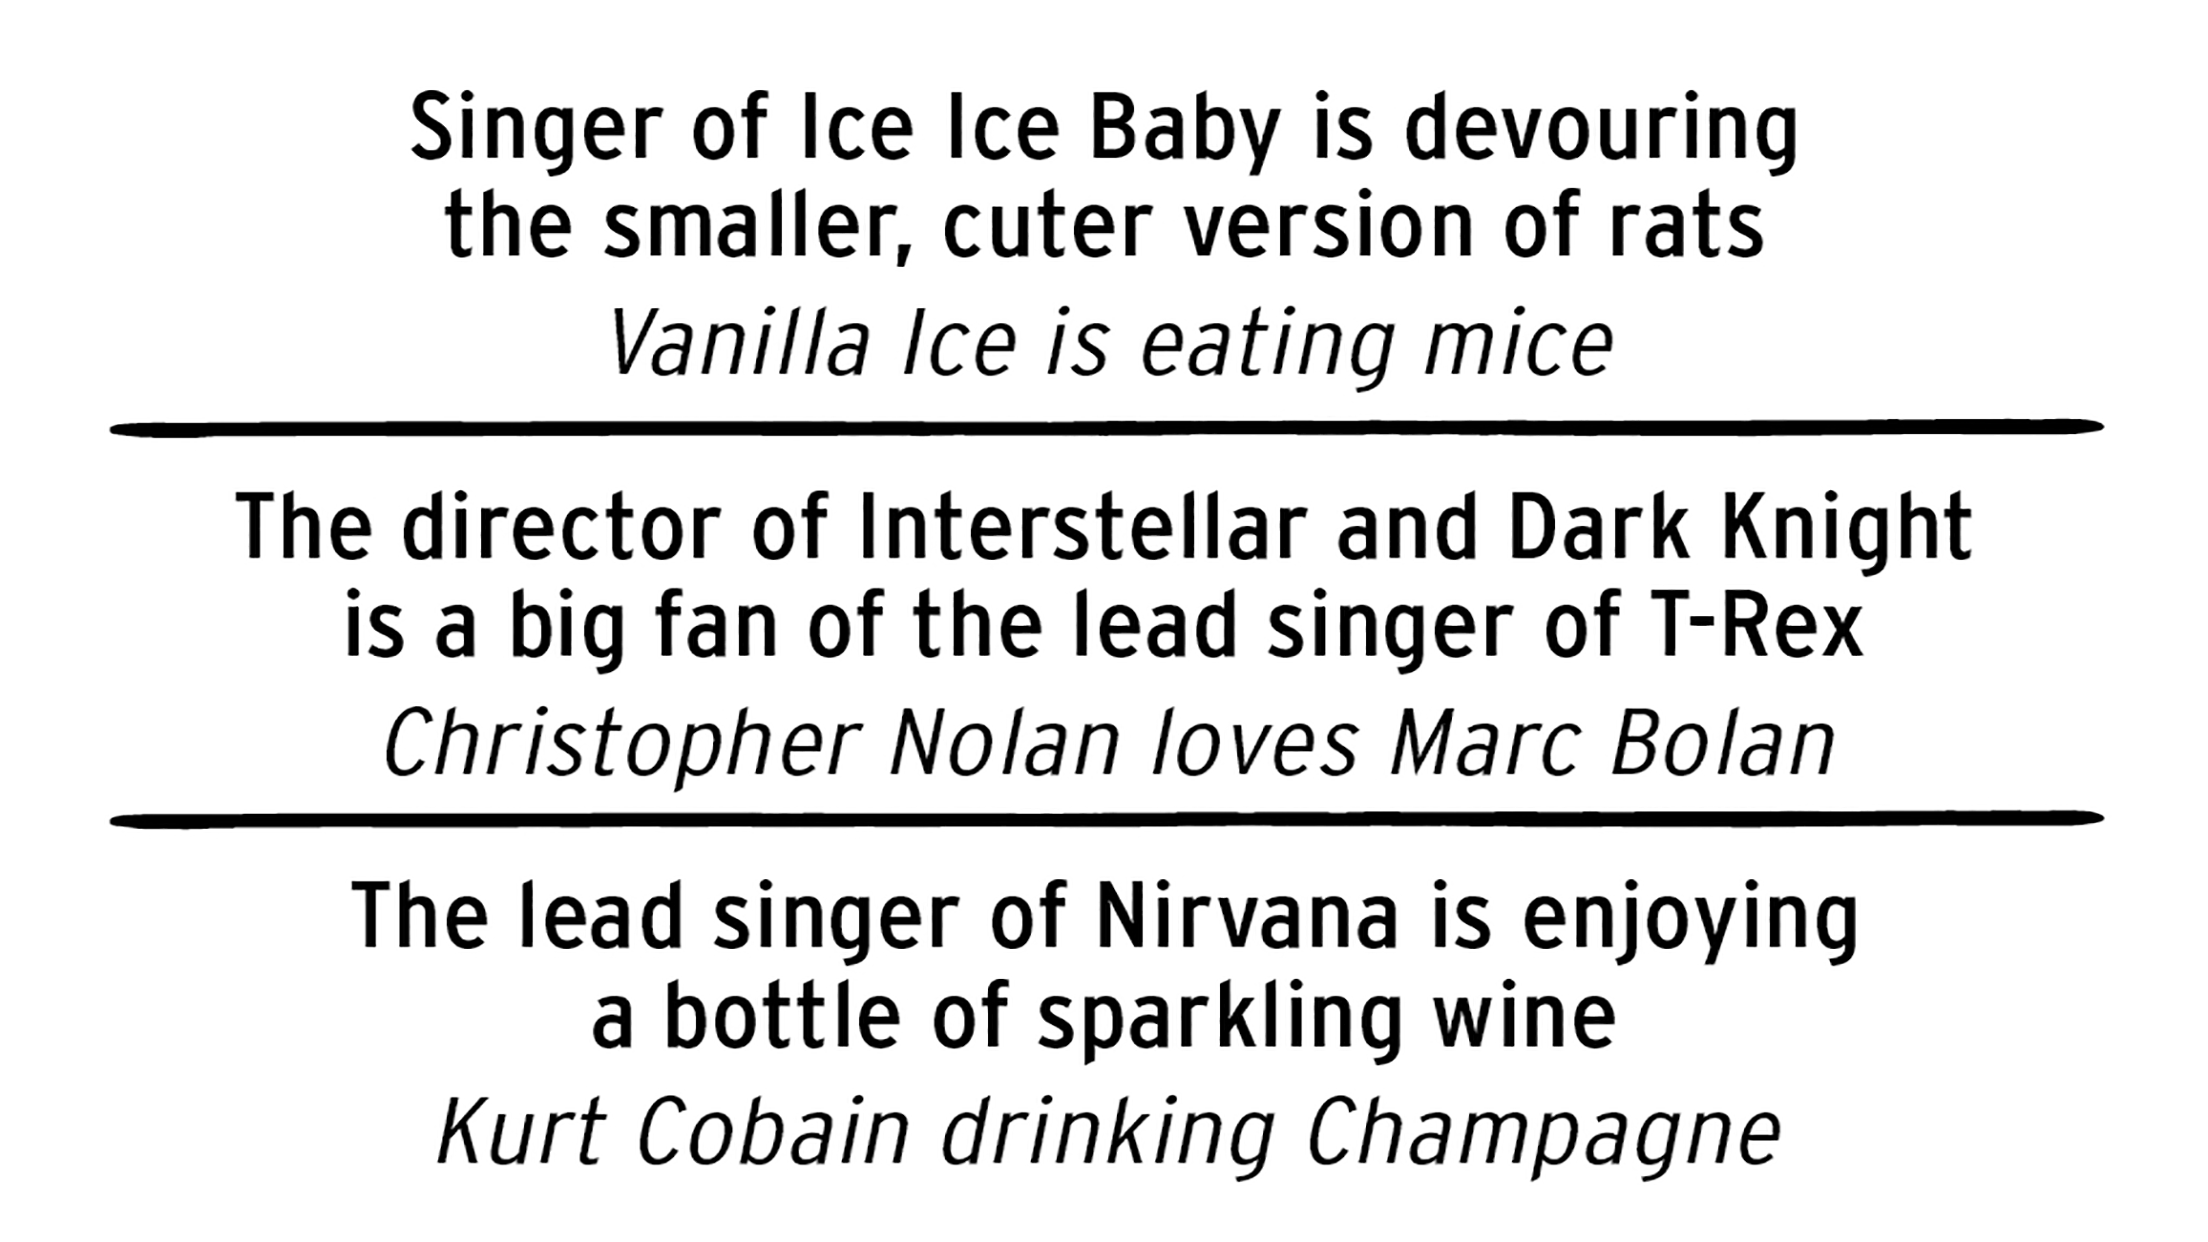 Singer of Ice Ice Baby is devouring
the smaller, cuter version of rats
Vanilla Ice is eating mice
The director of Interstellar and Dark Knight
is a big fan of the lead singer of T-Rex
Christopher Nolan loves Marc Bolan
The lead singer of Nirvana is enjoying
a bottle of sparkling wine
Kurt Cobain drinking Champagne